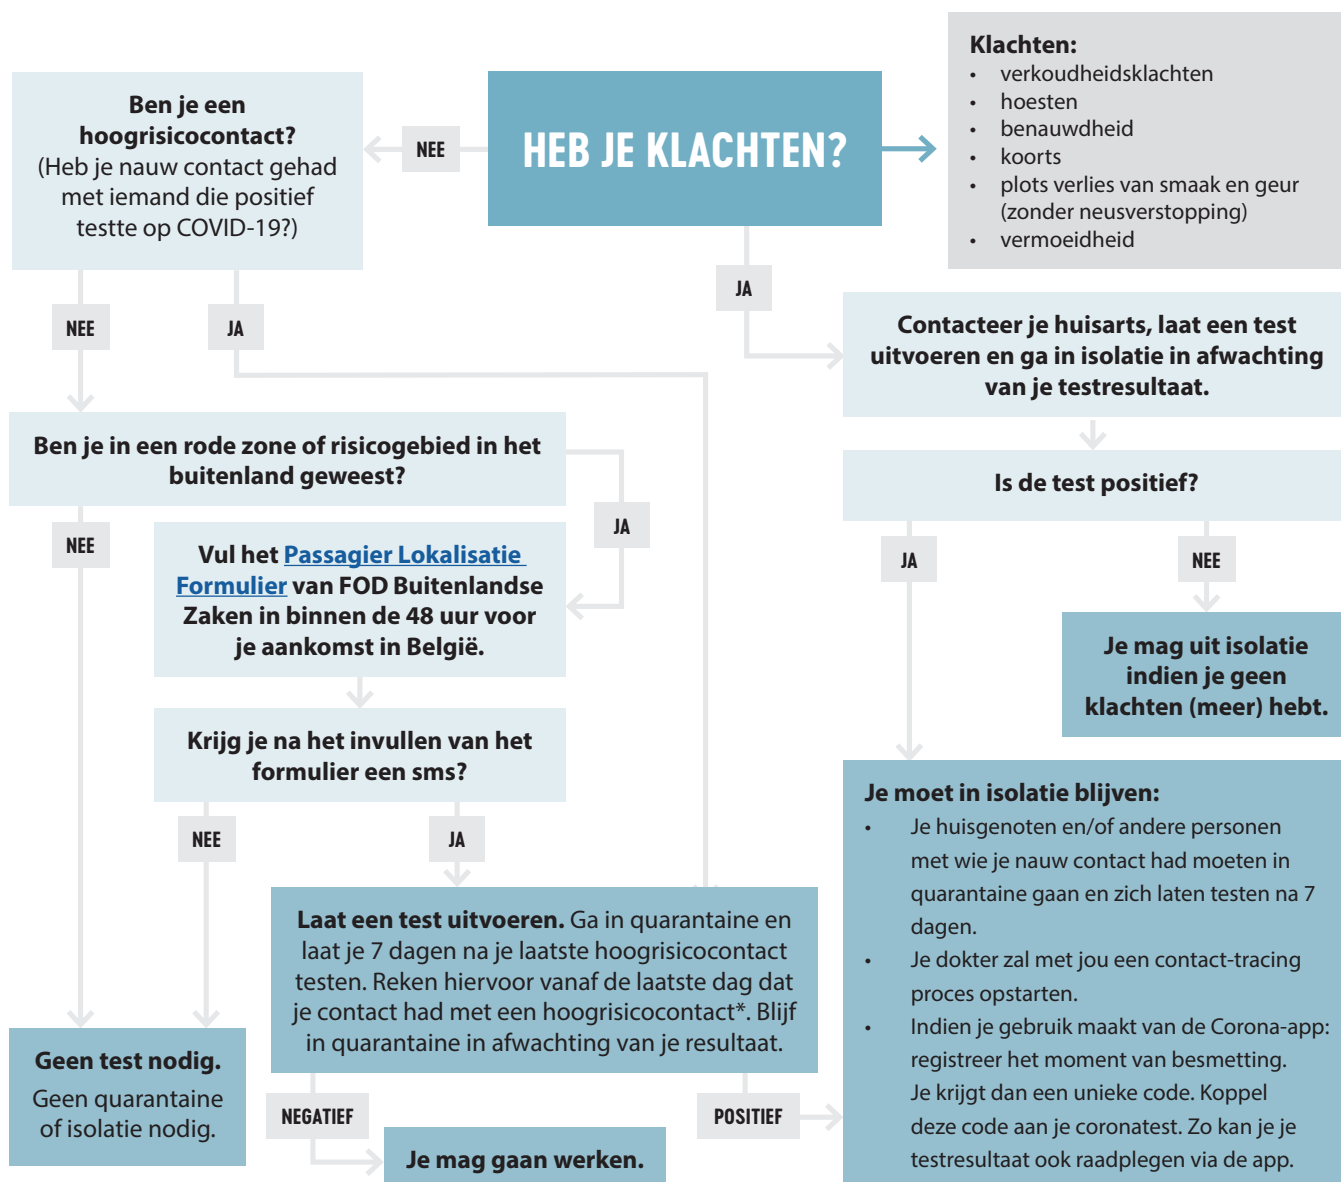 HEB JE KLACHTEN?
Klachten:
• verkoudheidsklachten
• hoesten
• benauwdheid
• koorts
• plots verlies van smaak en geur
(zonder neusverstopping)
• vermoeidheid
NEE
Ben je een
hoogrisicocontact?
(Heb je nauw contact gehad
met iemand die positief
testte op COVID-19?)
NEE
JA
Ben je in een rode zone of risicogebied in het
buitenland geweest?
NEE
JA
Vul het Passagier Lokalisatie
Formulier van FOD Buitenlandse
Zaken in binnen de 48 uur voor
je aankomst in België.
Krijg je na het invullen van het
formulier een sms?
NEE
JA
Geen test nodig.
Geen quarantaine
of isolatie nodig.
Laat een test uitvoeren. Ga in quarantaine en
laat je 7 dagen na je laatste hoogrisicocontact
testen. Reken hiervoor vanaf de laatste dag dat
je contact had met een hoogrisicocontact*. Blijf
in quarantaine in afwachting van je resultaat.
NEGATIEF
Je mag gaan werken.
POSITIEF
JA
Contacteer je huisarts, laat een test
uitvoeren en ga in isolatie in afwachting
van je testresultaat.
Is de test positief?
JA
NEE
Je mag uit isolatie
indien je geen
klachten (meer) hebt.
Je moet in isolatie blijven:
• Je huisgenoten en/of andere personen
met wie je nauw contact had moeten in
quarantaine gaan en zich laten testen na 7
dagen.
• Je dokter zal met jou een contact-tracing
proces opstarten.
• Indien je gebruik maakt van de Corona-app:
registreer het moment van besmetting.
Je krijgt dan een unieke code. Koppel
deze code aan je coronatest. Zo kan je je
testresultaat ook raadplegen via de app.